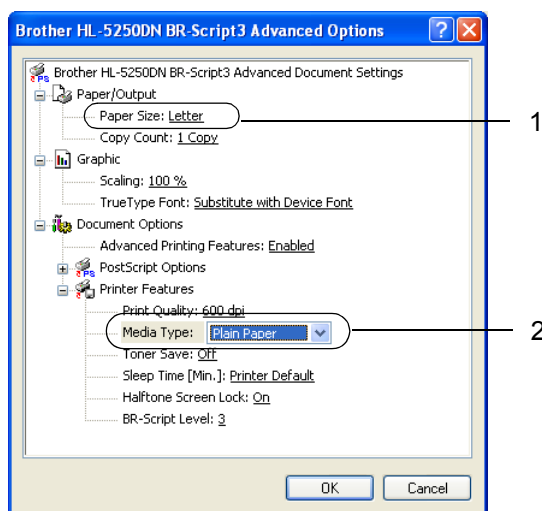 Brother HL-5250DN BR-Script3 Advanced Options
Brother HL-5250DN BR-Script3 Advanced Document Settings
Paper/Output
Paper Size: Letter
1
Copy Count: 1 Copy
Graphic
Scaling: 100 %
TrueType Font: Substitute with Device Font
Document Options
Advanced Printing Features: Enabled
PostScript Options
Printer Features
Print Quality: 600 dpi
Media Type: Plain Paper
2
Toner Save: Off
Sleep Time [Min.]: Printer Default
Halftone Screen Lock: On
BR-Script Level: 3
OK Cancel